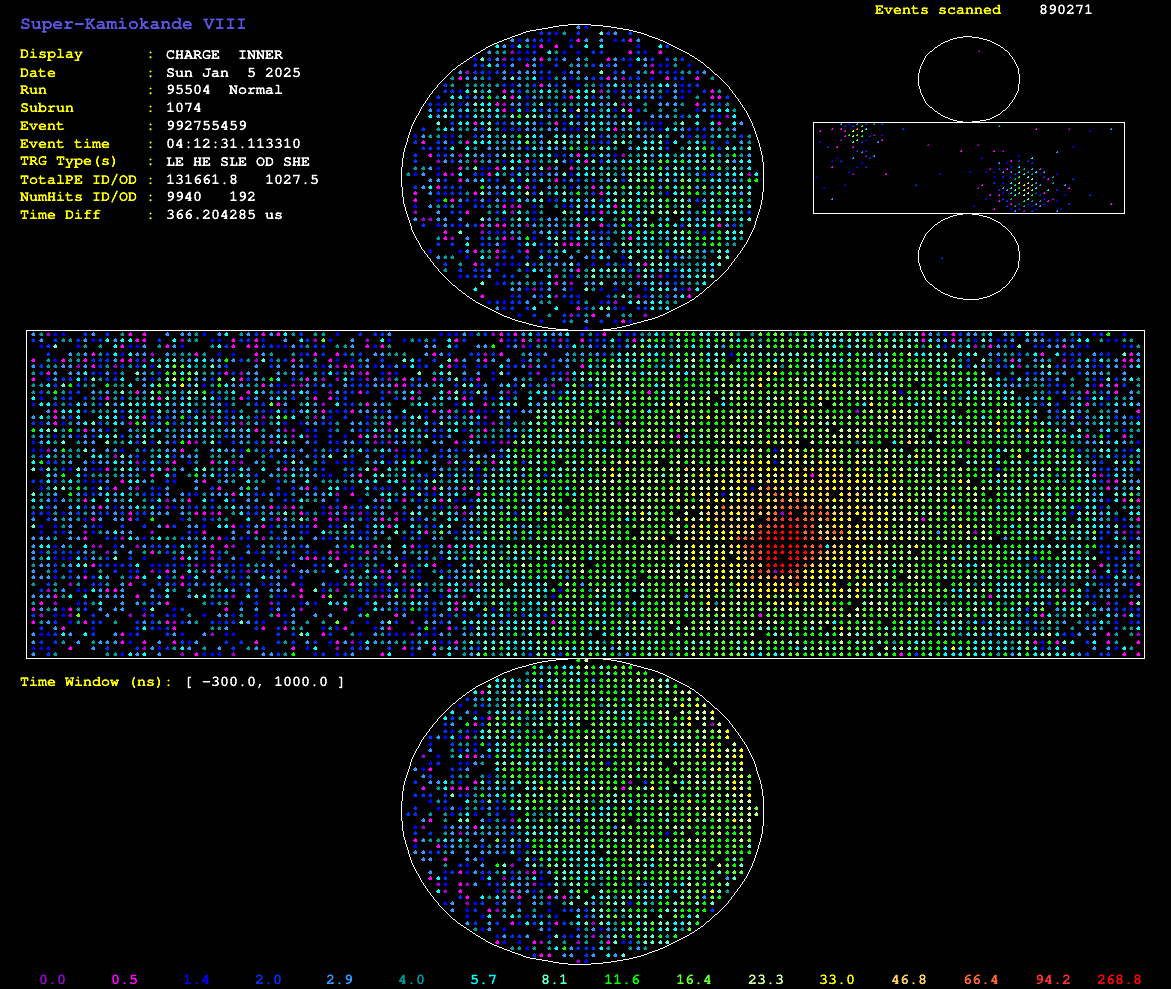 Super-Kamiokande VIII
Display : CHARGE INNER
Date : Sun Jan 5 2025
Run : 95504 Normal
Subrun : 1074
Event : 992755459
Event time : 04:12:31.113310
TRG Type(s) : LE HE SLE OD SHE
TotalPE ID/OD : 131661.8 1027.5
NumHits ID/OD : 9940 192
Time Diff : 366.204285 us
Events scanned 890271
Time Window (ns): [ -300.0, 1000.0 ]
0.0 0.5 1.4 2.0 2.9 4.0 5.7 8.1 11.6 16.4 23.3 33.0 46.8 66.4 94.2 268.8